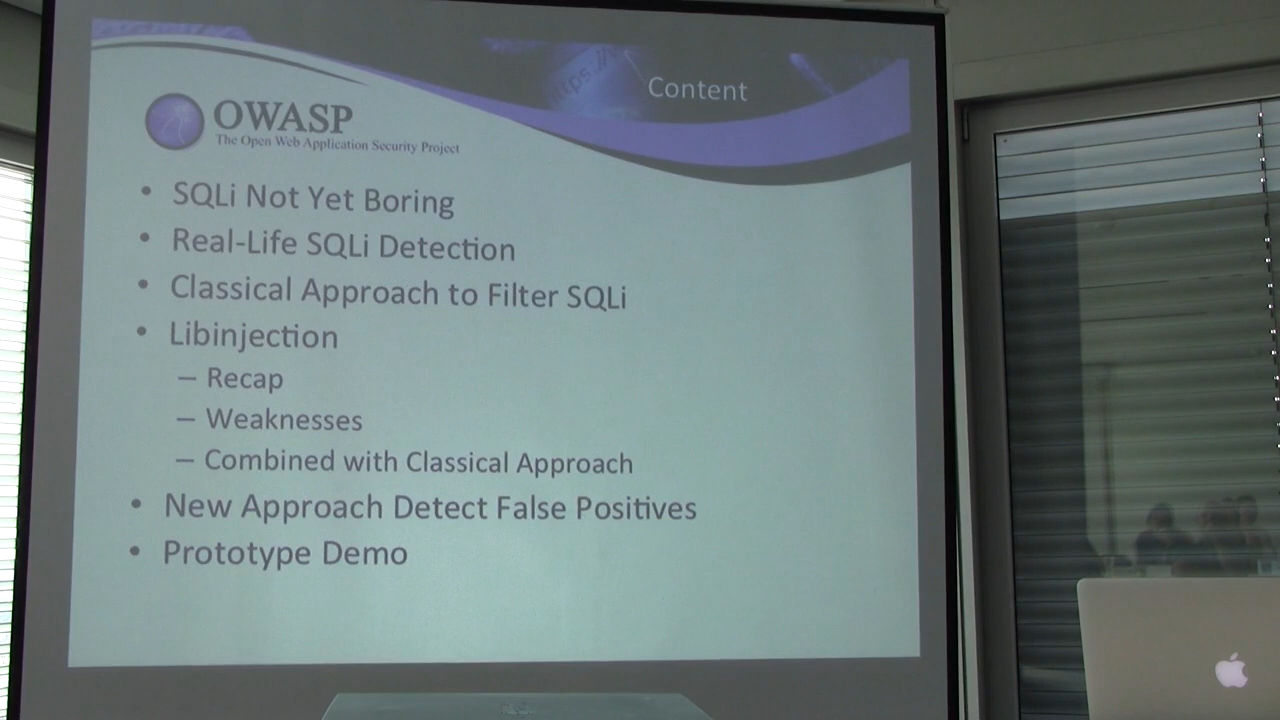 Content
OWASP
The Open Web Application Security Project
• SQLi Not Yet Boring
• Real-Life SQLi Detection
• Classical Approach to Filter SQLi
• Libinjection
– Recap
– Weaknesses
– Combined with Classical Approach
• New Approach Detect False Positives
• Prototype Demo